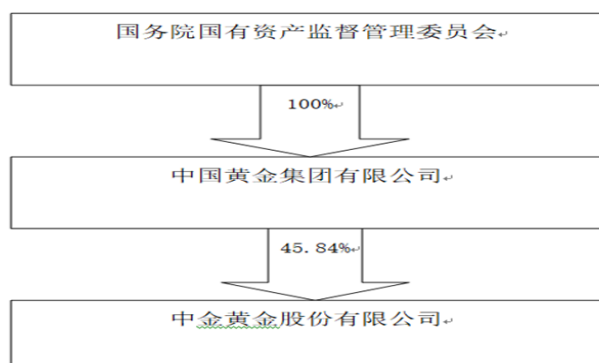 国务院国有资产监督管理委员会
100%
中国黄金集团有限公司
45.84%
中金黄金股份有限公司